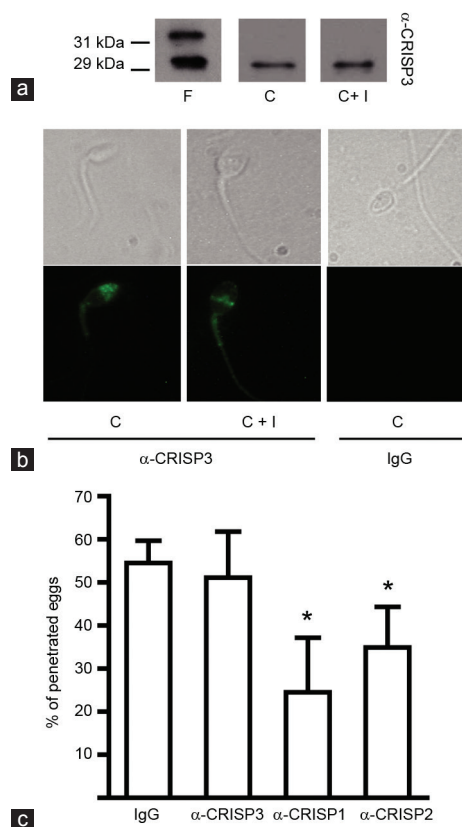 31 kDa
29 kDa
α-CRISP3
F C C+ I
a
C C + I C
α-CRISP3 IgG
b
70
60
50
40
30
20
10
% of penetrated eggs
* *
IgG α-CRISP3 α-CRISP1 α-CRISP2
c